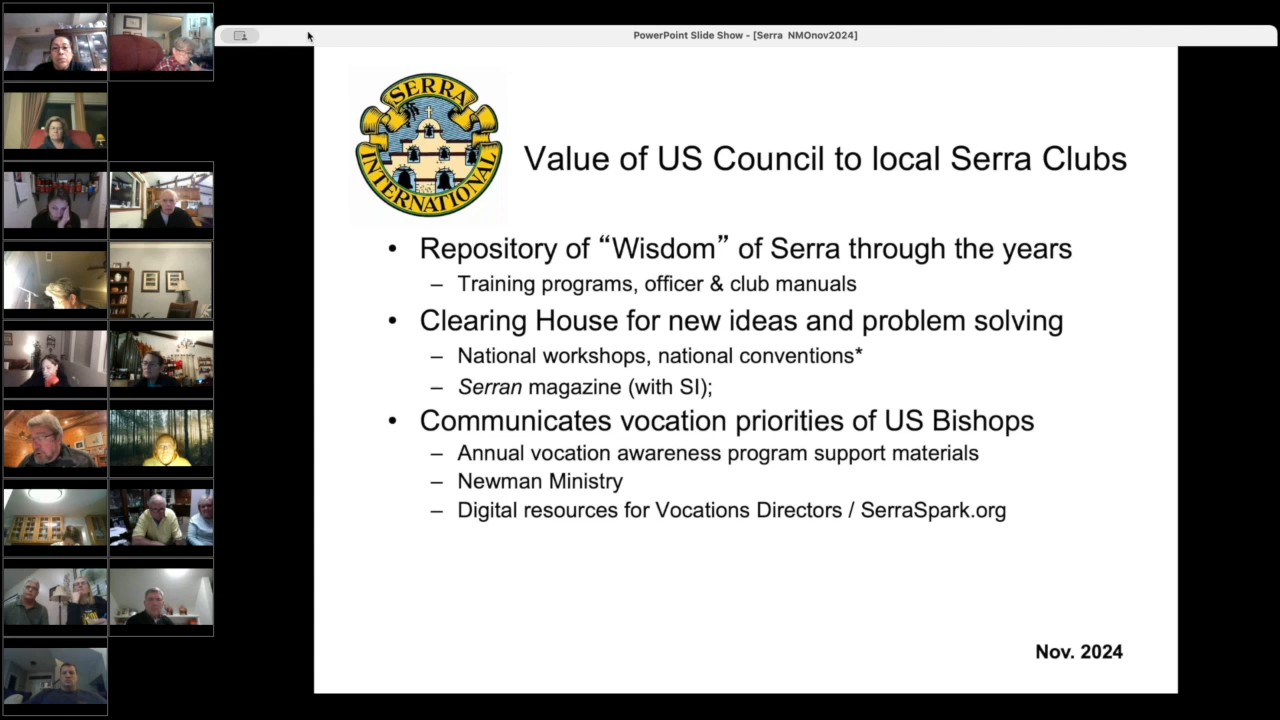 PowerPoint Slide Show - [Serra NMOnov2024]
SERRA
INTERNATIONAL
Value of US Council to local Serra Clubs
• Repository of “Wisdom” of Serra through the years
– Training programs, officer & club manuals
• Clearing House for new ideas and problem solving
– National workshops, national conventions*
– Serran magazine (with SI);
• Communicates vocation priorities of US Bishops
– Annual vocation awareness program support materials
– Newman Ministry
– Digital resources for Vocations Directors / SerraSpark.org
Nov. 2024